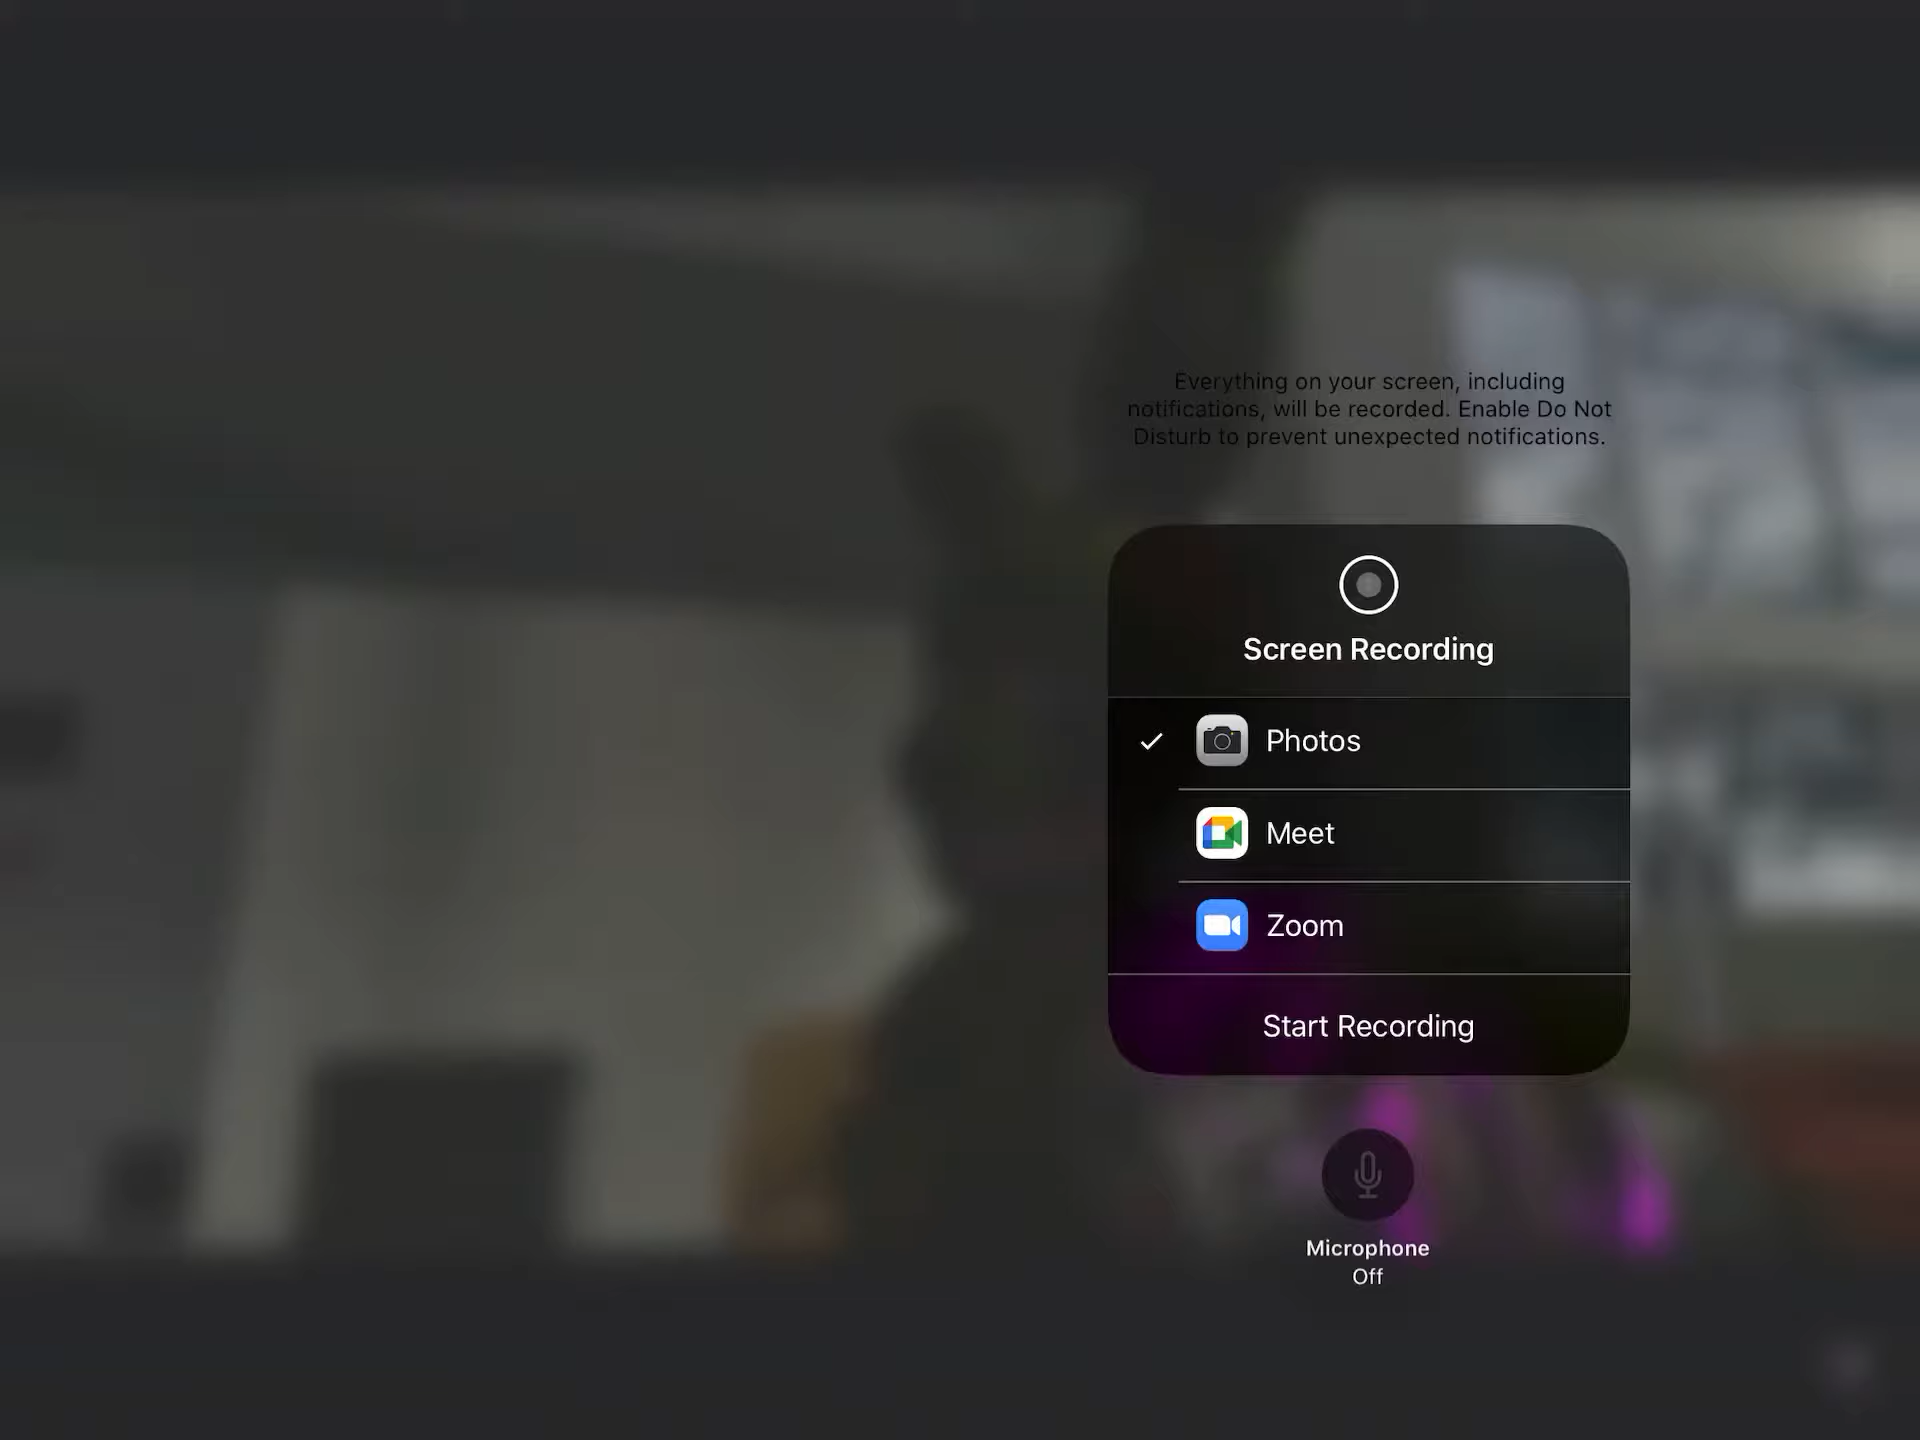 Everything on your screen, including
notifications, will be recorded. Enable Do Not
Disturb to prevent unexpected notifications.
Screen Recording
Photos
Meet
Zoom
Start Recording
Microphone
Off